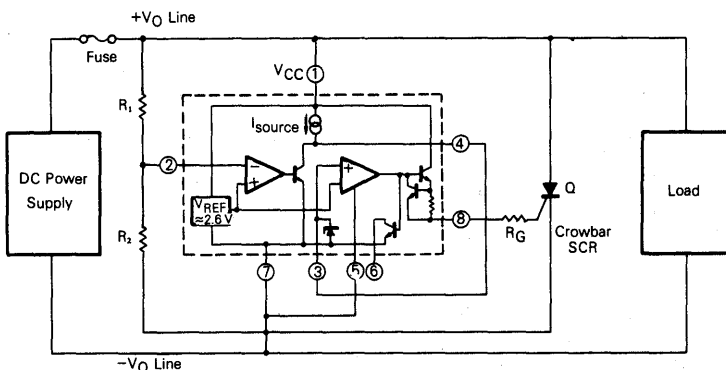 +VO Line
Fuse
VCC ①
R1
Isource
④
②
DC Power
Supply
- +
+
Q
Load
VREF
≈2.6 V
⑧
R2
RG
Crowbar
SCR
⑦ ③ ⑤ ⑥
−VO Line